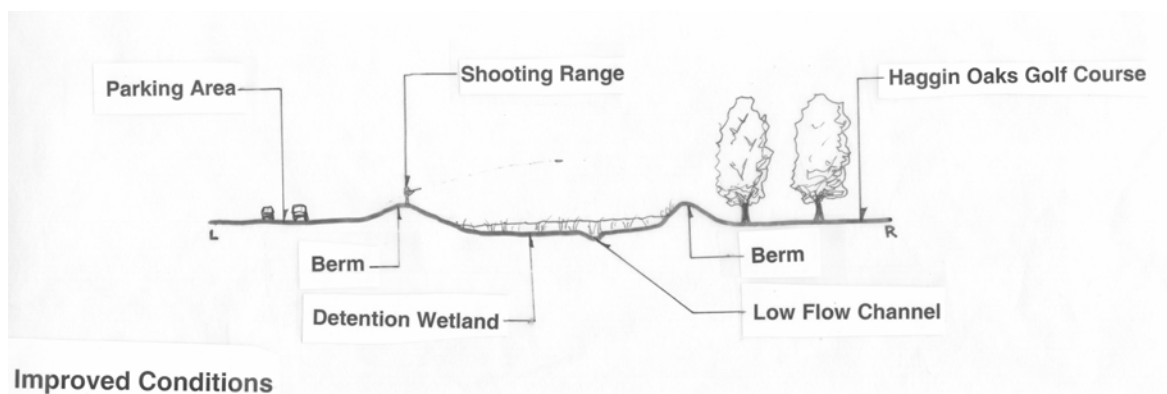 Shooting Range
Haggin Oaks Golf Course
Parking Area
L
R
Berm
Berm
Detention Wetland
Low Flow Channel
Improved Conditions